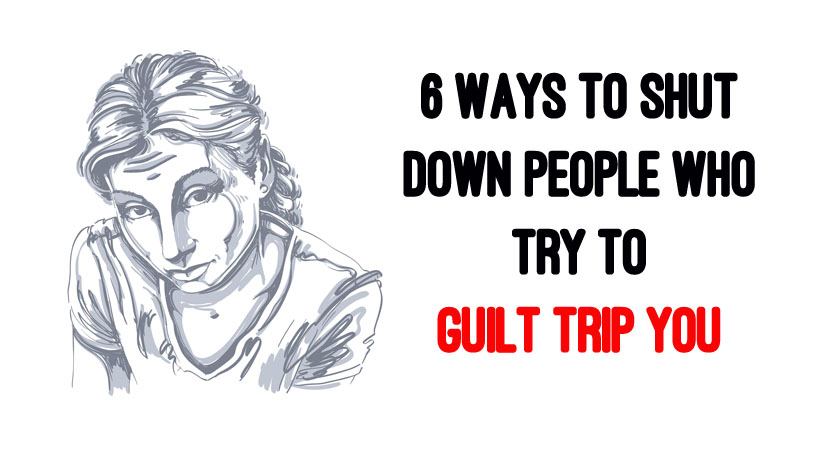 6 WAYS TO SHUT
DOWN PEOPLE WHO
TRY TO
GUILT TRIP YOU